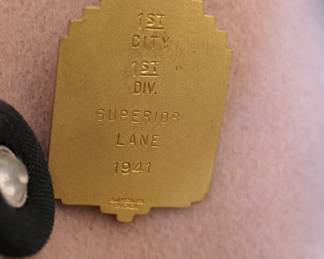 1ST
CITY
1ST
DIV.
SUPERIOR
LANE
1941